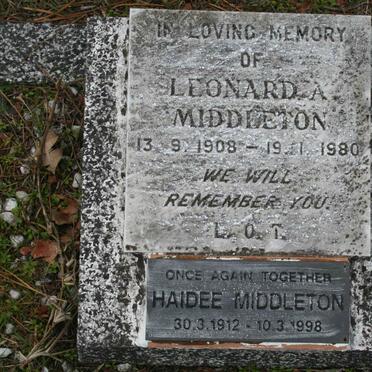 IN LOVING MEMORY
OF
LEONARD A
MIDDLETON
13. 9. 1908 - 19. 11. 1980
WE WILL
REMEMBER YOU.
L. O. T.
ONCE AGAIN TOGETHER
HAIDEE MIDDLETON
30.3.1912 - 10.3.1998